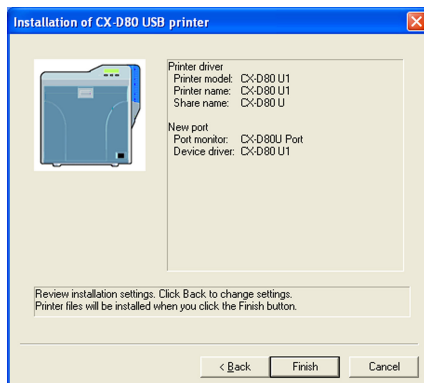 Installation of CX-D80 USB printer
Printer driver
Printer model: CX-D80 U1
Printer name: CX-D80 U1
Share name: CX-D80 U
New port
Port monitor: CX-D80U Port
Device driver: CX-D80 U1
Review installation settings. Click Back to change settings.
Printer files will be installed when you click the Finish button.
< Back Finish Cancel